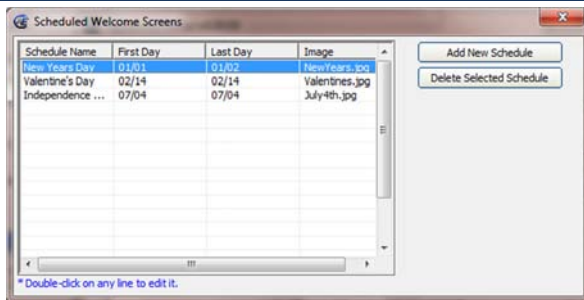 Scheduled Welcome Screens
Schedule Name First Day Last Day Image
New Years Day 01/01 01/02 NewYears.jpg
Valentine's Day 02/14 02/14 Valentines.jpg
Independence ... 07/04 07/04 July4th.jpg
Add New Schedule
Delete Selected Schedule
* Double-click on any line to edit it.